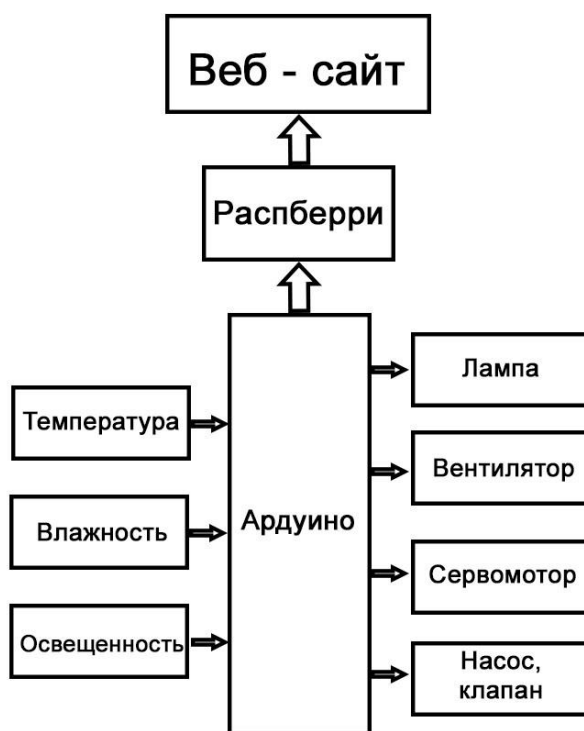 Веб - сайт
Распберри
Температура
Влажность
Освещенность
Ардуино
Лампа
Вентилятор
Сервомотор
Насос,
клапан